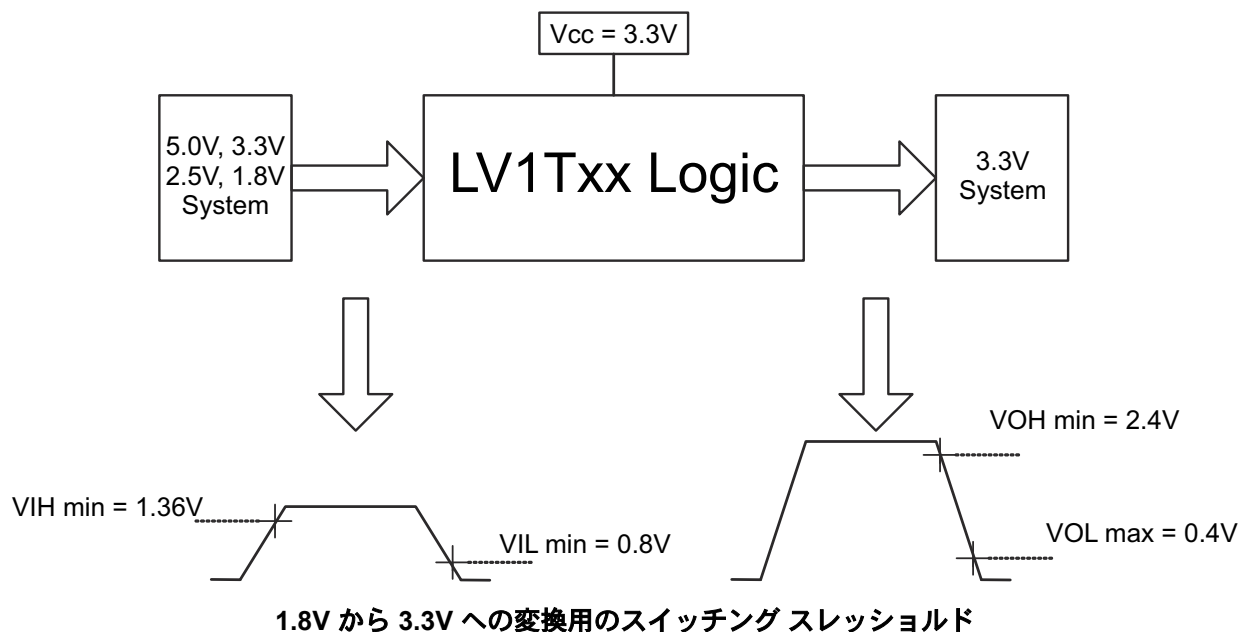 Vcc = 3.3V
5.0V, 3.3V
2.5V, 1.8V
System
LV1Txx Logic
3.3V
System
VOH min = 2.4V
VIH min = 1.36V
VIL min = 0.8V
VOL max = 0.4V
1.8V から 3.3V への変換用のスイッチング スレッショルド